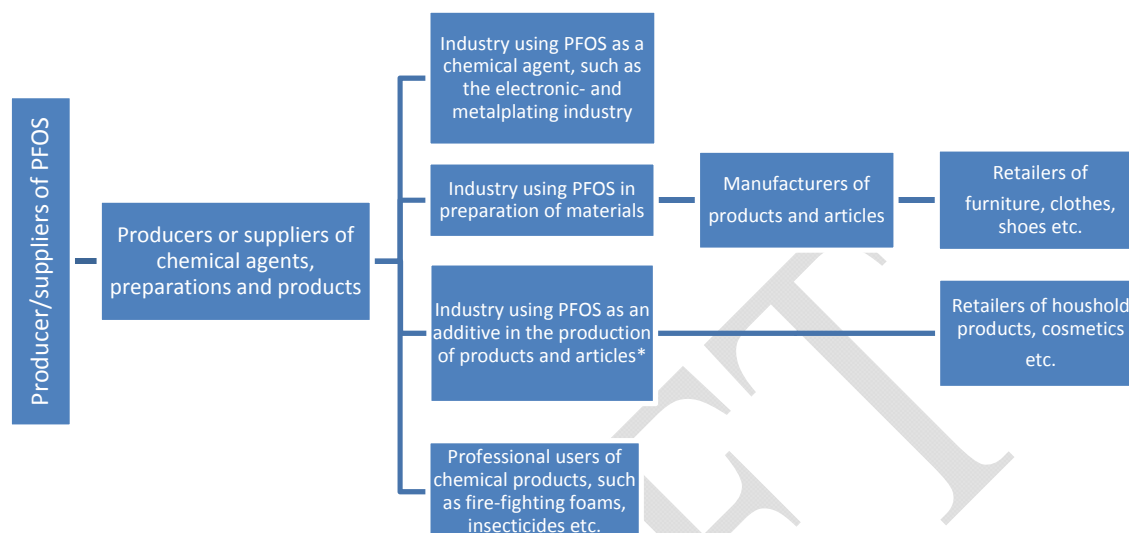 Producer/suppliers of PFOS
Producers or suppliers of
chemical agents,
preparations and products
Industry using PFOS as a
chemical agent, such as
the electronic- and
metalplating industry
Industry using PFOS in
preparation of materials
Manufacturers of
products and articles
Retailers of
furniture, clothes,
shoes etc.
Industry using PFOS as an
additive in the production
of products and articles*
Retailers of houshold
products, cosmetics
etc.
Professional users of
chemical products, such
as fire-fighting foams,
insecticides etc.